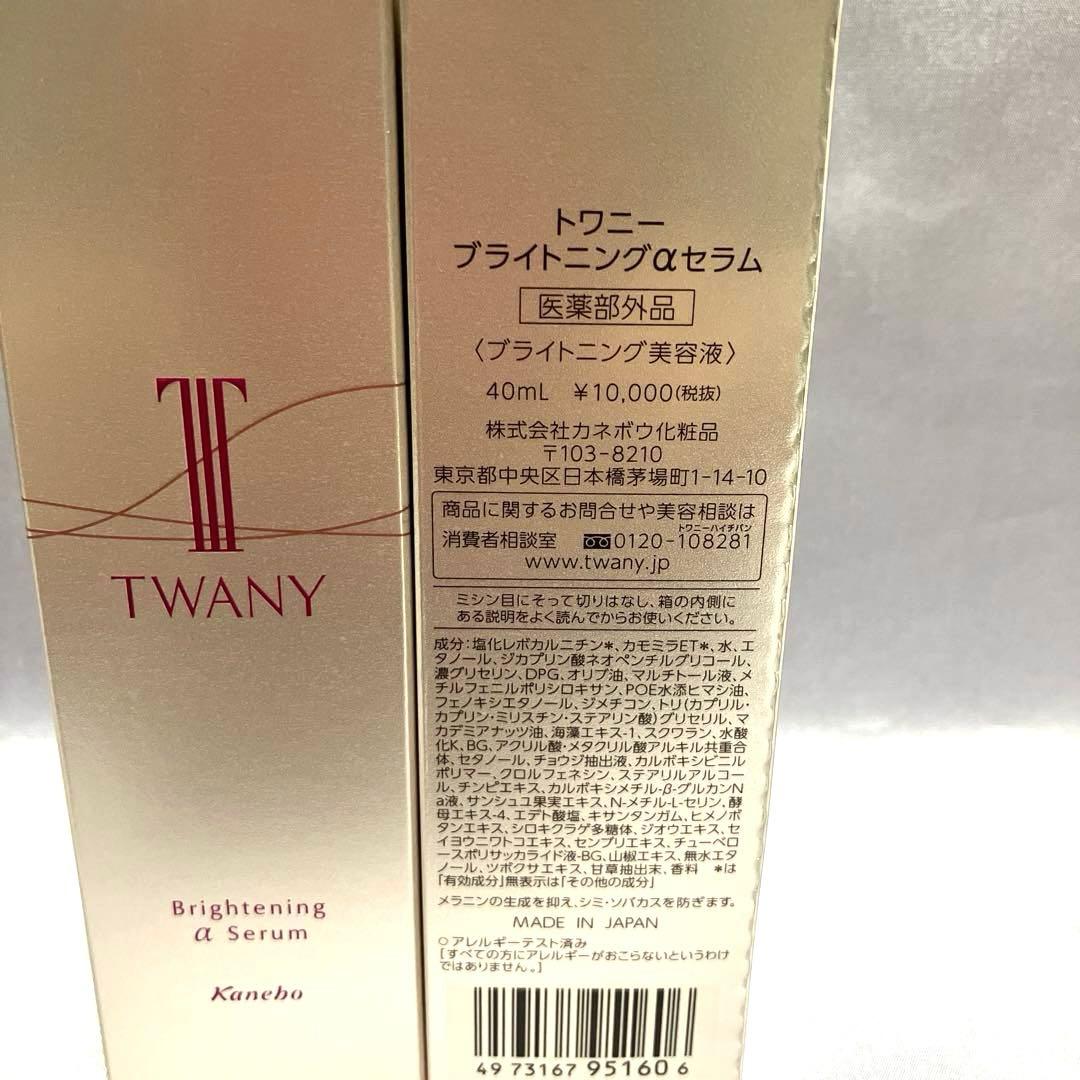 TWANY
Brightening
α Serum
Kanebo
トワニー
ブライトニングαセラム
医薬部外品
〈ブライトニング美容液〉
40mL ¥10,000(税抜)
株式会社カネボウ化粧品
〒103-8210
東京都中央区日本橋茅場町1-14-10
商品に関するお問合せや美容相談は
トワニーハイチバン
消費者相談室 0120-108281
www.twany.jp
ミシン目にそって切りはなし、箱の内側に
ある説明をよく読んでからお使いください。
成分:塩化レボカルニチン*、カモミラET*、水、エ
タノール、ジカプリン酸ネオペンチルグリコール、
濃グリセリン、DPG、オリブ油、マルチトール液、メ
チルフェニルポリシロキサン、POE水添ヒマシ油、
フェノキシエタノール、ジメチコン、トリ(カプリル・
カプリン・ミリスチン・ステアリン酸)グリセリル、マ
カデミアナッツ油、海藻エキス-1、スクワラン、水酸
化K、BG、アクリル酸・メタクリル酸アルキル共重合
体、セタノール、チョウジ抽出液、カルボキシビニル
ポリマー、クロルフェネシン、ステアリルアルコー
ル、チンピエキス、カルボキシメチル-β-グルカンN
a液、サンシュユ果実エキス、N-メチル-L-セリン、酵
母エキス-4、エデト酸塩、キサンタンガム、ヒメノボ
タンエキス、シロキクラゲ多糖体、ジオウエキス、セ
イヨウニワトコエキス、センブリエキス、チューベロ
ースポリサッカライド液-BG、山椒エキス、無水エタ
ノール、ツボクサエキス、甘草抽出末、香料 *は
「有効成分」無表示は「その他の成分」
メラニンの生成を抑え、シミ・ソバカスを防ぎます。
MADE IN JAPAN
○アレルギーテスト済み
[すべての方にアレルギーがおこらないというわけ
ではありません。]
49 73167 95160 6